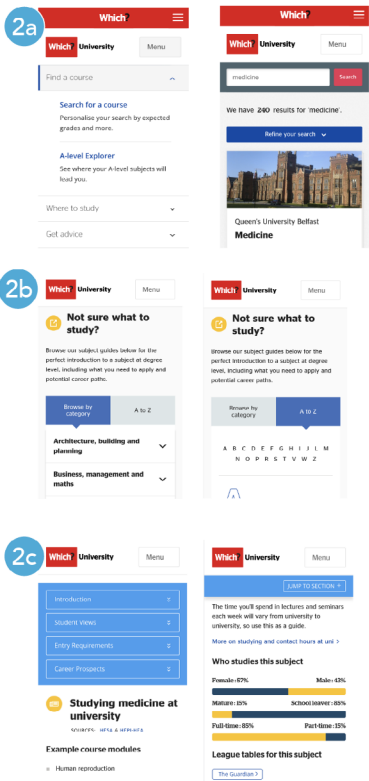 2a
Which?
Which? University
Menu
Find a course
Search for a course
Personalise your search by expected
grades and more.
A-level Explorer
See where your A-level subjects will
lead you.
Where to study
Get advice
Which?
Which? University
Menu
medicine
Search
We have 240 results for 'medicine'.
Refine your search
Queen's University Belfast
Medicine
2b
Which? University
Menu
Not sure what to
study?
Browse our subject guides below for the
perfect introduction to a subject at degree
level, including what you need to apply and
potential career paths.
Browse by
category
A to Z
Architecture, building and
planning
Business, management and
maths
Which? University
Menu
Not sure what to
study?
Browse our subject guides below for the
perfect introduction to a subject at degree
level, including what you need to apply and
potential career paths.
Browse by
category
A to Z
A B C D E F G H I J L M
N O P R S T V W Z
A
2c
Which? University
Menu
Introduction
Student Views
Entry Requirements
Career Prospects
Studying medicine at
university
SOURCES: HESA & HEPI-HEA
Example course modules
Human reproduction
Which? University
Menu
JUMP TO SECTION +
The time you'll spend in lectures and seminars
each week will vary from university to
university, so use this as a guide.
More on studying and contact hours at uni >
Who studies this subject
Female: 57% Male: 43%
Mature: 15% School leaver: 85%
Full-time: 85% Part-time: 15%
League tables for this subject
The Guardian >